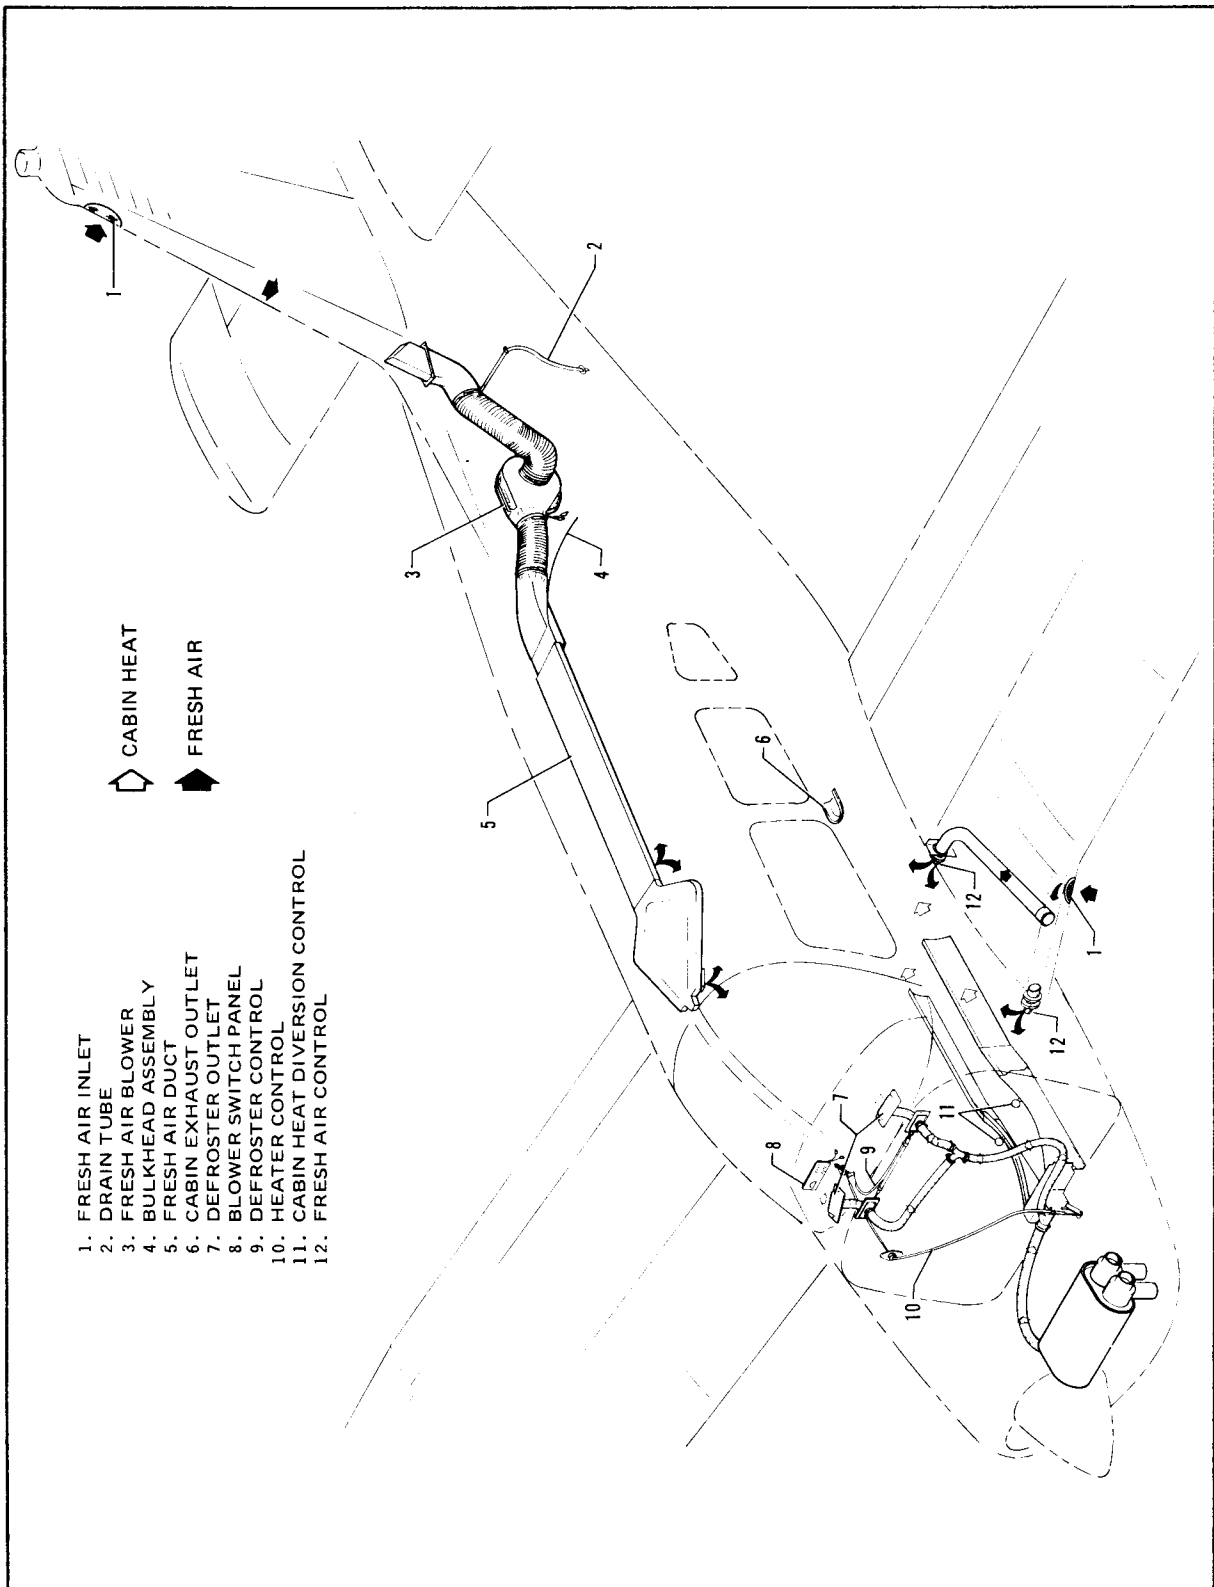 CABIN HEAT
FRESH AIR
1. FRESH AIR INLET
2. DRAIN TUBE
3. FRESH AIR BLOWER
4. BULKHEAD ASSEMBLY
5. FRESH AIR DUCT
6. CABIN EXHAUST OUTLET
7. DEFROSTER OUTLET
8. BLOWER SWITCH PANEL
9. DEFROSTER CONTROL
10. HEATER CONTROL
11. CABIN HEAT DIVERSION CONTROL
12. FRESH AIR CONTROL
1
2
3
4
5
6
7
8
9
10
11
12
12
1